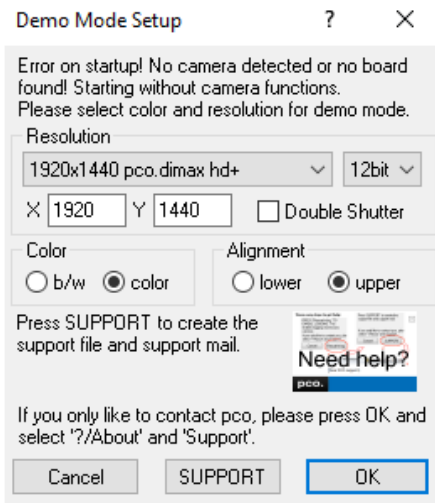 Demo Mode Setup ? ×
Error on startup! No camera detected or no board
found! Starting without camera functions.
Please select color and resolution for demo mode.
Resolution
1920x1440 pco.dimax hd+ 12bit
X 1920 Y 1440 Double Shutter
Color Alignment
b/w color lower upper
Press SUPPORT to create the
support file and support mail.
Need help?
pco.
If you only like to contact pco, please press OK and
select '?/About' and 'Support'.
Cancel SUPPORT OK